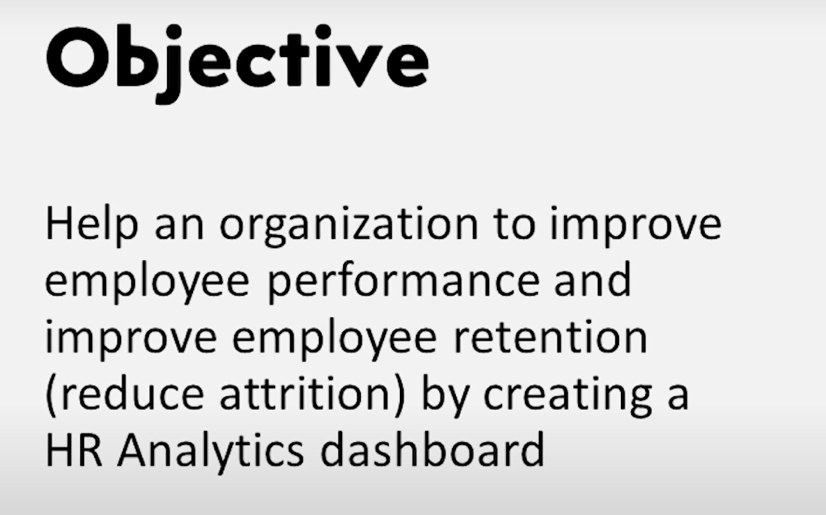 Objective
Help an organization to improve
employee performance and
improve employee retention
(reduce attrition) by creating a
HR Analytics dashboard